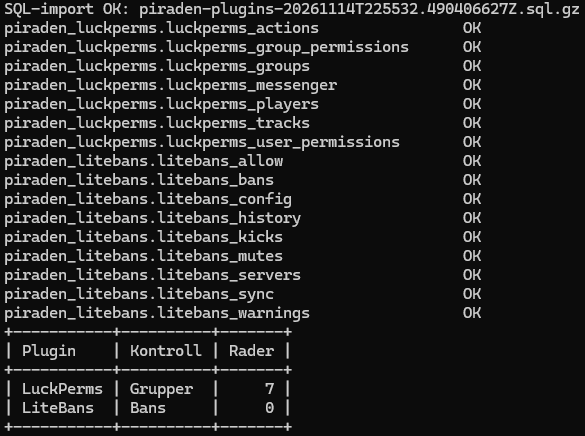 SQL-import OK: piraden-plugins-20261114T225532.490406627Z.sql.gz
piraden_luckperms.luckperms_actions                OK
piraden_luckperms.luckperms_group_permissions      OK
piraden_luckperms.luckperms_groups                 OK
piraden_luckperms.luckperms_messenger              OK
piraden_luckperms.luckperms_players                OK
piraden_luckperms.luckperms_tracks                 OK
piraden_luckperms.luckperms_user_permissions       OK
piraden_litebans.litebans_allow                    OK
piraden_litebans.litebans_bans                     OK
piraden_litebans.litebans_config                   OK
piraden_litebans.litebans_history                  OK
piraden_litebans.litebans_kicks                    OK
piraden_litebans.litebans_mutes                    OK
piraden_litebans.litebans_servers                  OK
piraden_litebans.litebans_sync                     OK
piraden_litebans.litebans_warnings                 OK
+-----------+----------+-------+
| Plugin    | Kontroll | Rader |
+-----------+----------+-------+
| LuckPerms | Grupper  |     7 |
| LiteBans  | Bans     |     0 |
+-----------+----------+-------+